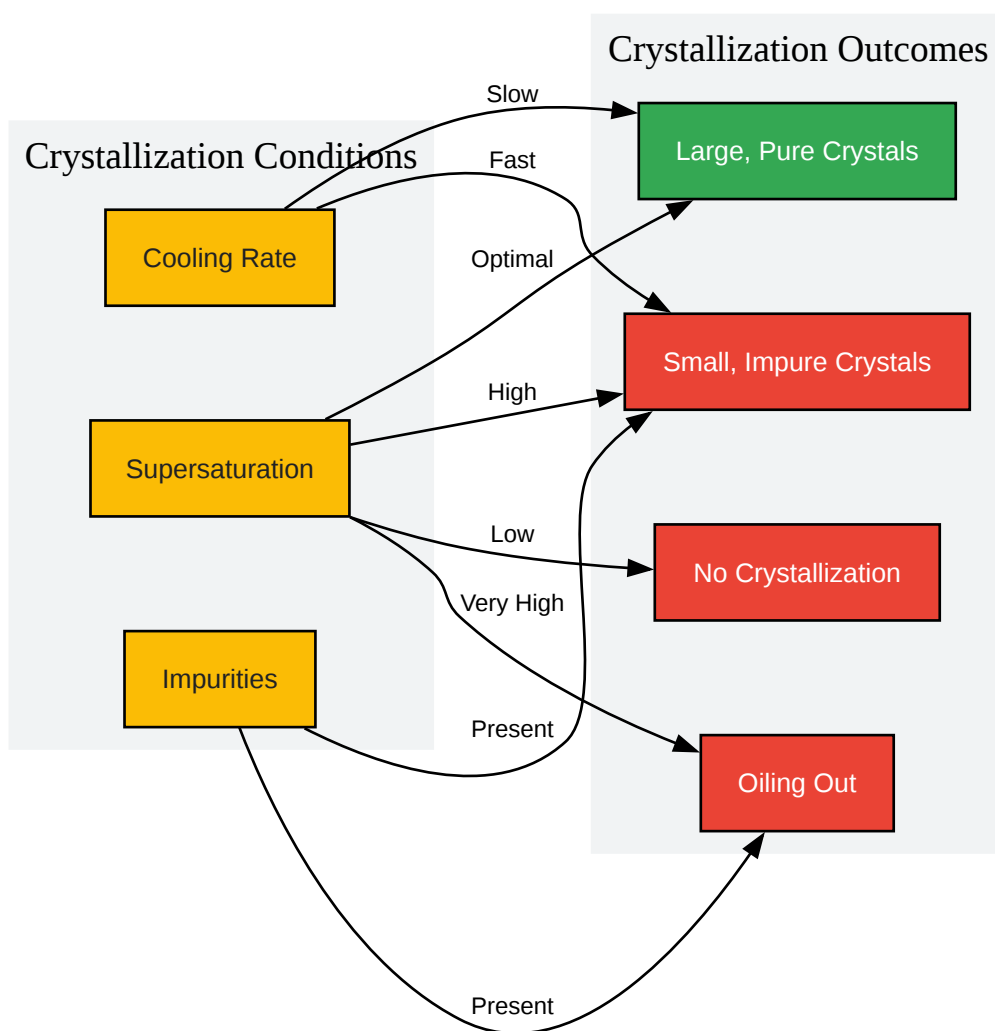 Crystallization Outcomes
Slow
Large, Pure Crystals
Crystallization Conditions
Fast
Cooling Rate
Optimal
Small, Impure Crystals
High
Supersaturation
Low
No Crystallization
Very High
Impurities
Present
Oiling Out
Present